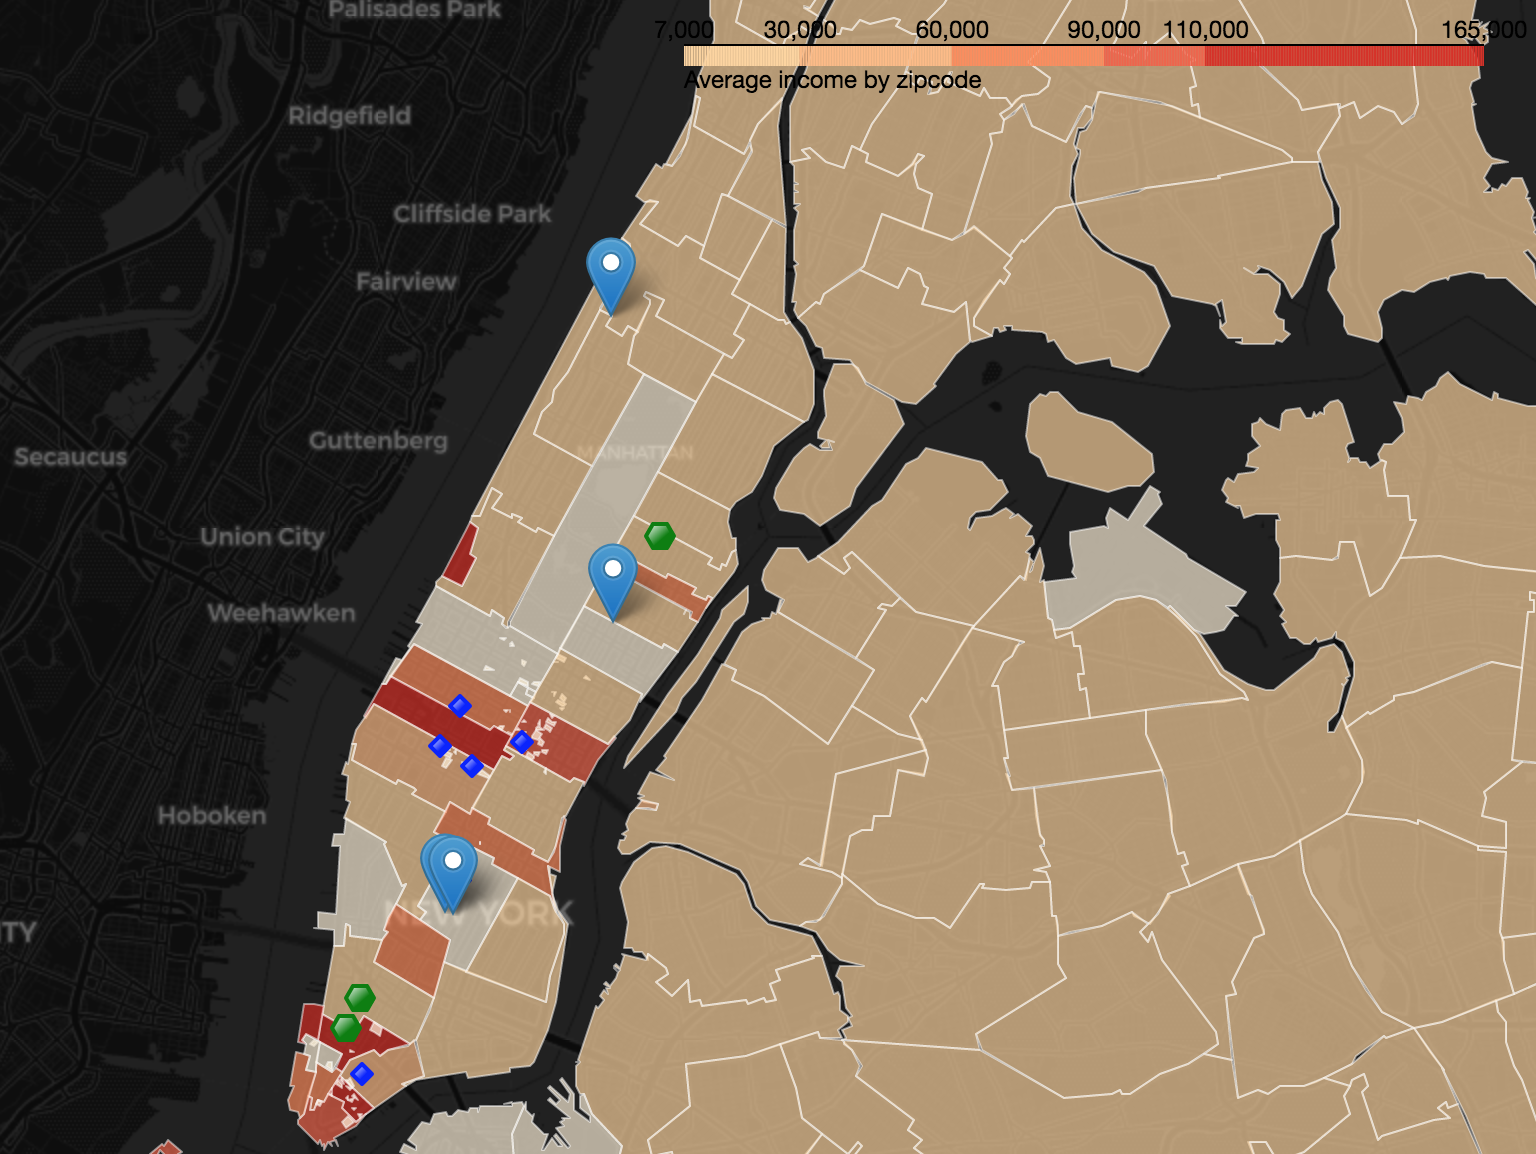 Palisades Park
7,000 30,000 60,000 90,000 110,000 165,000
Average income by zipcode
Ridgefield
Cliffside Park
Fairview
Guttenberg
MANHATTAN
Secaucus
Union City
Weehawken
Hoboken
NEW YORK
ITY